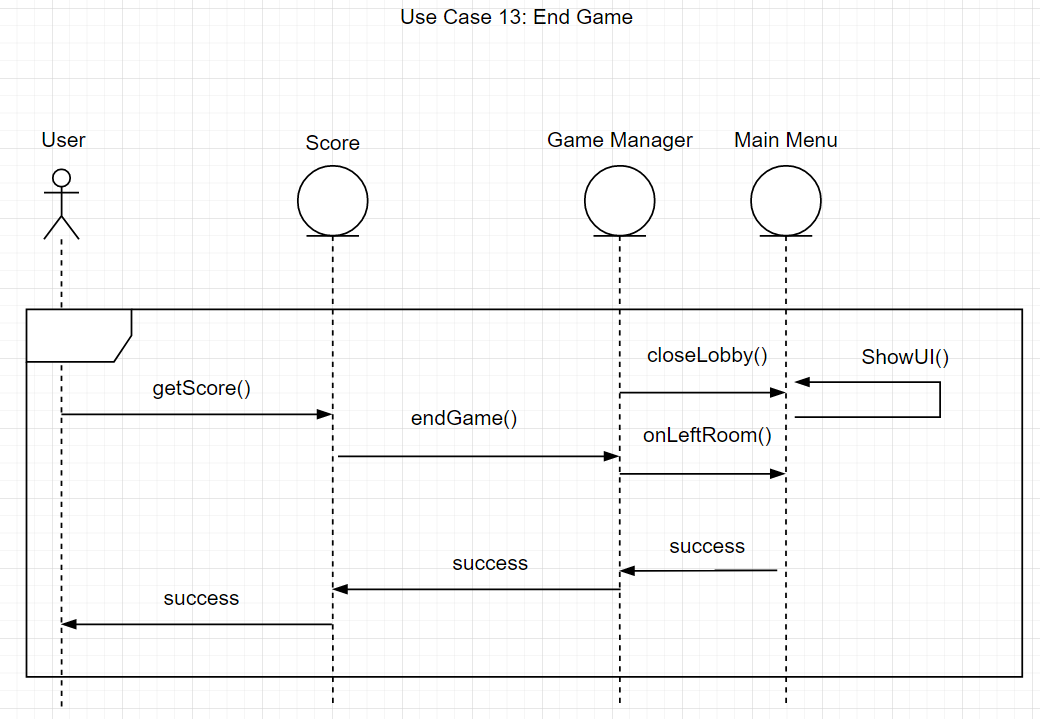 Use Case 13: End Game
User
Score
Game Manager
Main Menu
closeLobby()
ShowUI()
getScore()
endGame()
onLeftRoom()
success
success
success